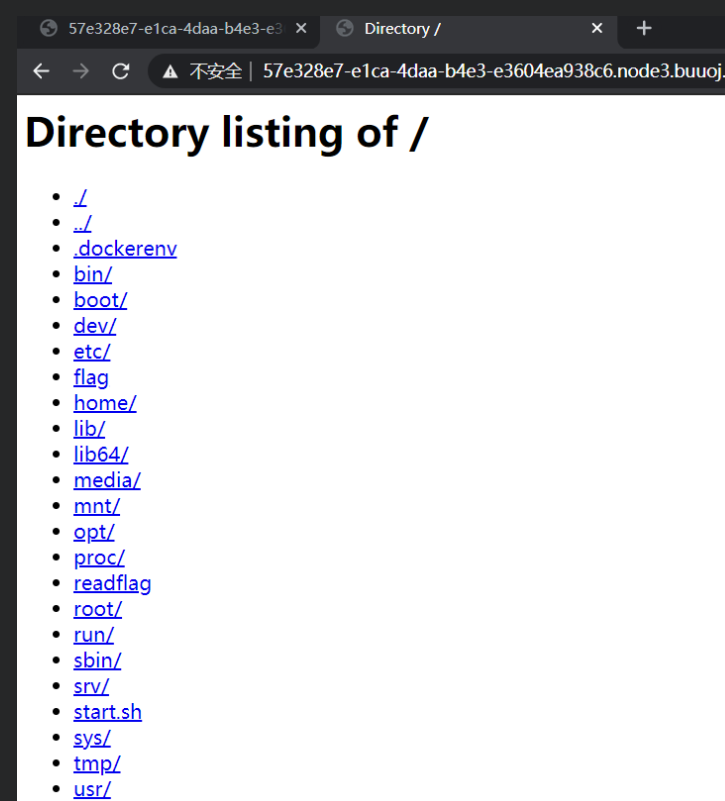 57e328e7-e1ca-4daa-b4e3-e3
Directory /
不安全 | 57e328e7-e1ca-4daa-b4e3-e3604ea938c6.node3.buuoj.
Directory listing of /
./
../
.dockerenv
bin/
boot/
dev/
etc/
flag
home/
lib/
lib64/
media/
mnt/
opt/
proc/
readflag
root/
run/
sbin/
srv/
start.sh
sys/
tmp/
usr/